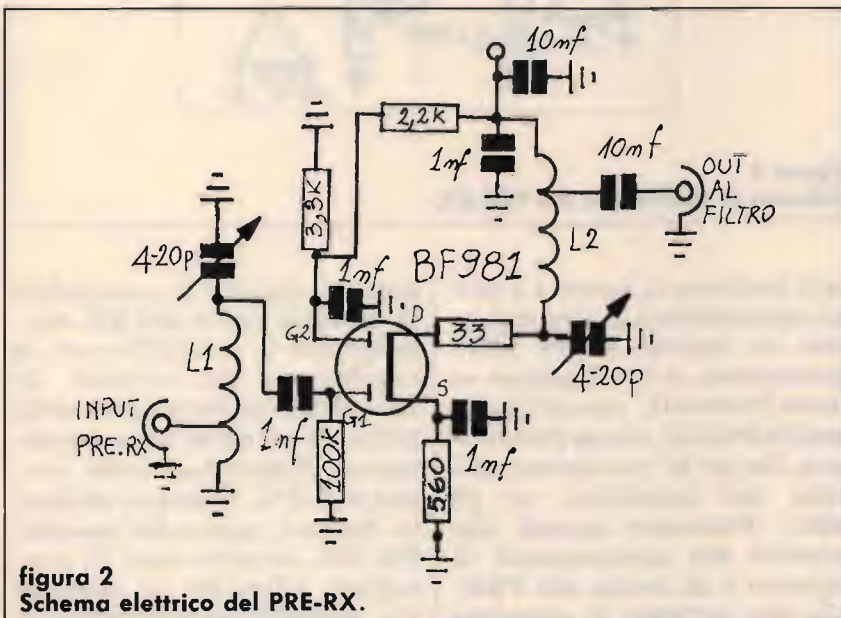 10nf
2,2K
1nf
10nf
OUT
AL
FILTRO
3,3K
4-20p
1nf
BF981
L2
G2
D
33
L1
4-20p
INPUT
PRE.RX
1nf
G1
S
100K
1nf
560
figura 2
Schema elettrico del PRE-RX.